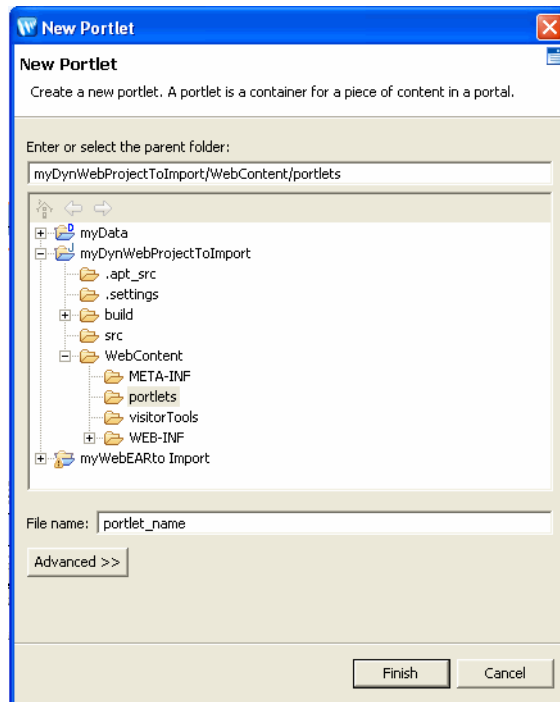 New Portlet
New Portlet
Create a new portlet. A portlet is a container for a piece of content in a portal.
Enter or select the parent folder:
myDynWebProjectToImport/WebContent/portlets
myData
myDynWebProjectToImport
.apt_src
.settings
build
src
WebContent
META-INF
portlets
visitorTools
WEB-INF
myWebEARto Import
File name: portlet_name
Advanced >>
Finish Cancel